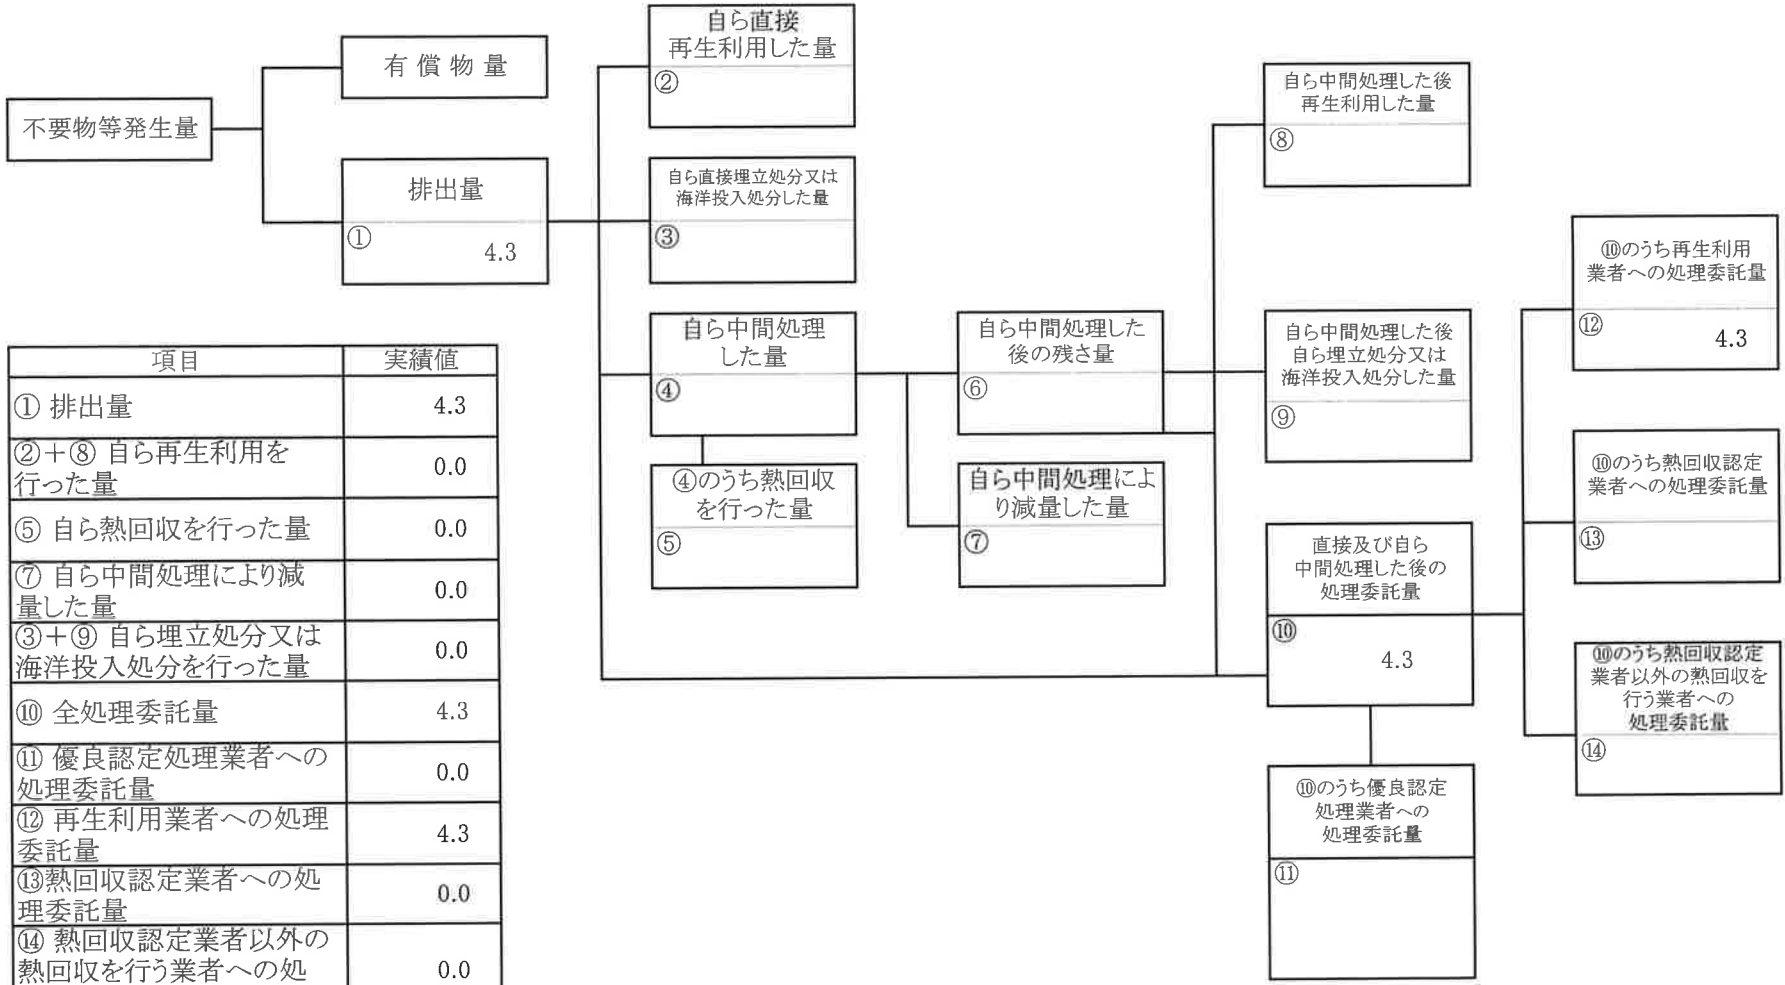 不要物等発生量
有償物量
排出量
①
4.3
自ら直接
再生利用した量
②
自ら直接埋立処分又は
海洋投入処分した量
③
自ら中間処理
した量
④
④のうち熱回収
を行った量
⑤
自ら中間処理した
後の残さ量
⑥
自ら中間処理によ
り減量した量
⑦
自ら中間処理した後
再生利用した量
⑧
自ら中間処理した後
自ら埋立処分又は
海洋投入処分した量
⑨
直接及び自ら
中間処理した後の
処理委託量
⑩
4.3
⑩のうち優良認定
処理業者への
処理委託量
⑪
⑩のうち再生利用
業者への処理委託量
⑫
4.3
⑩のうち熱回収認定
業者への処理委託量
⑬
⑩のうち熱回収認定
業者以外の熱回収を
行う業者への
処理委託量
⑭
項目 実績値
① 排出量 4.3
②＋⑧ 自ら再生利用を
行った量 0.0
⑤ 自ら熱回収を行った量 0.0
⑦ 自ら中間処理により減
量した量 0.0
③＋⑨ 自ら埋立処分又は
海洋投入処分を行った量 0.0
⑩ 全処理委託量 4.3
⑪ 優良認定処理業者への
処理委託量 0.0
⑫ 再生利用業者への処理
委託量 4.3
⑬熱回収認定業者への処
理委託量 0.0
⑭ 熱回収認定業者以外の
熱回収を行う業者への処 0.0